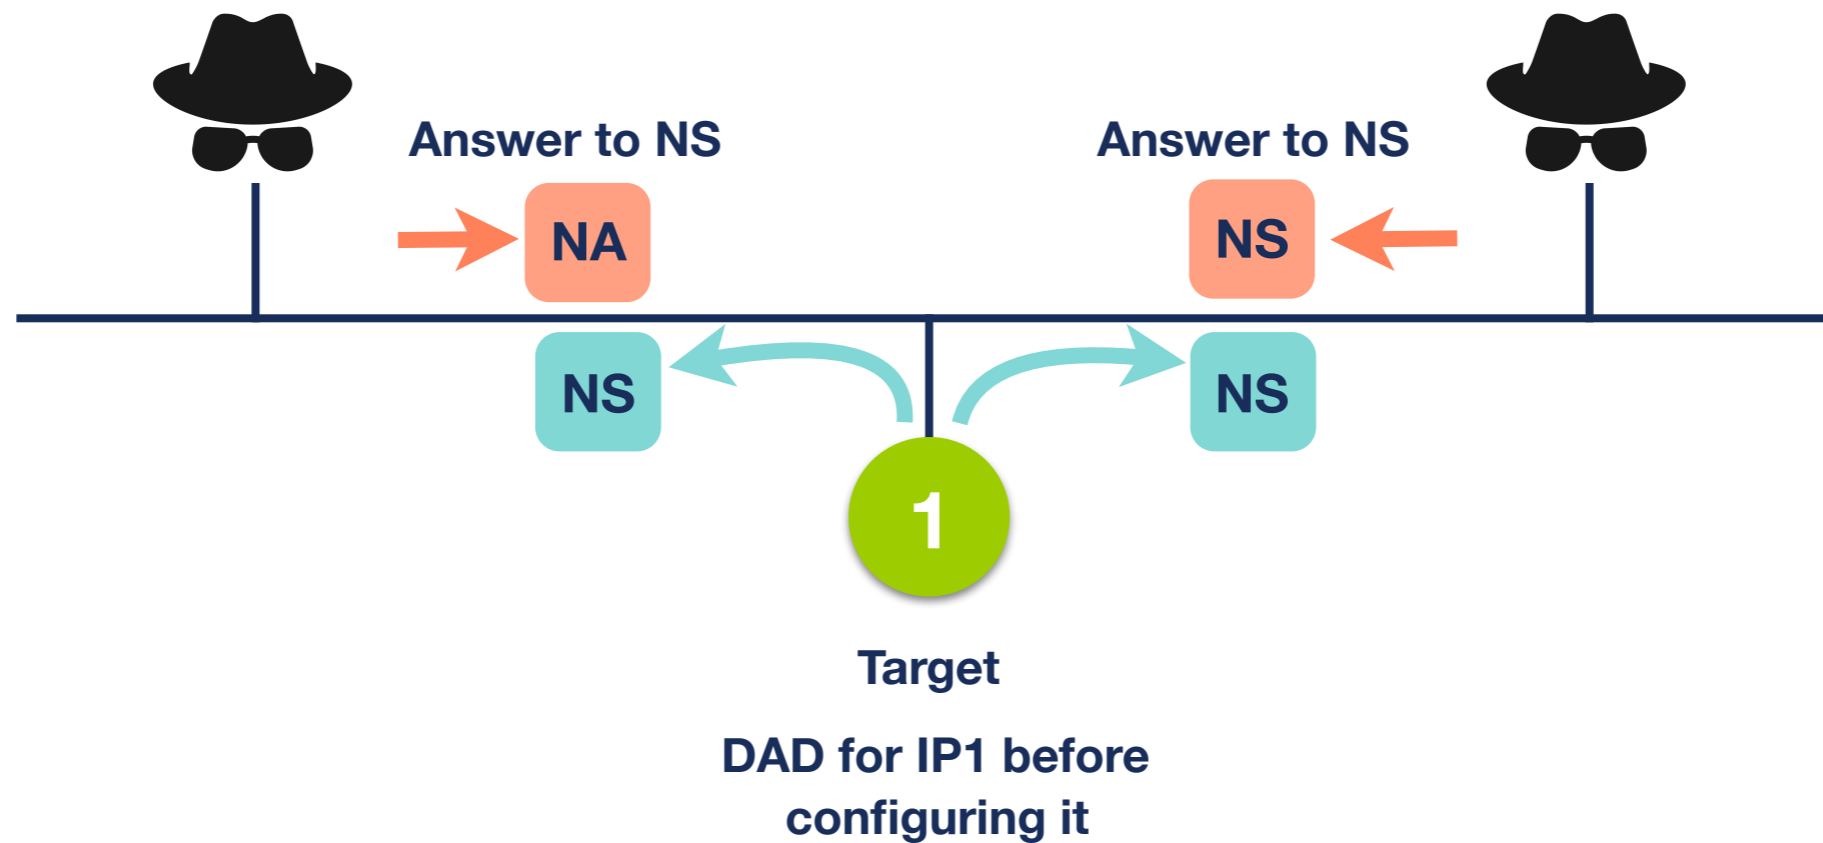 Answer to NS
Answer to NS
NA
NS
NS
NS
1
Target
DAD for IP1 before
configuring it